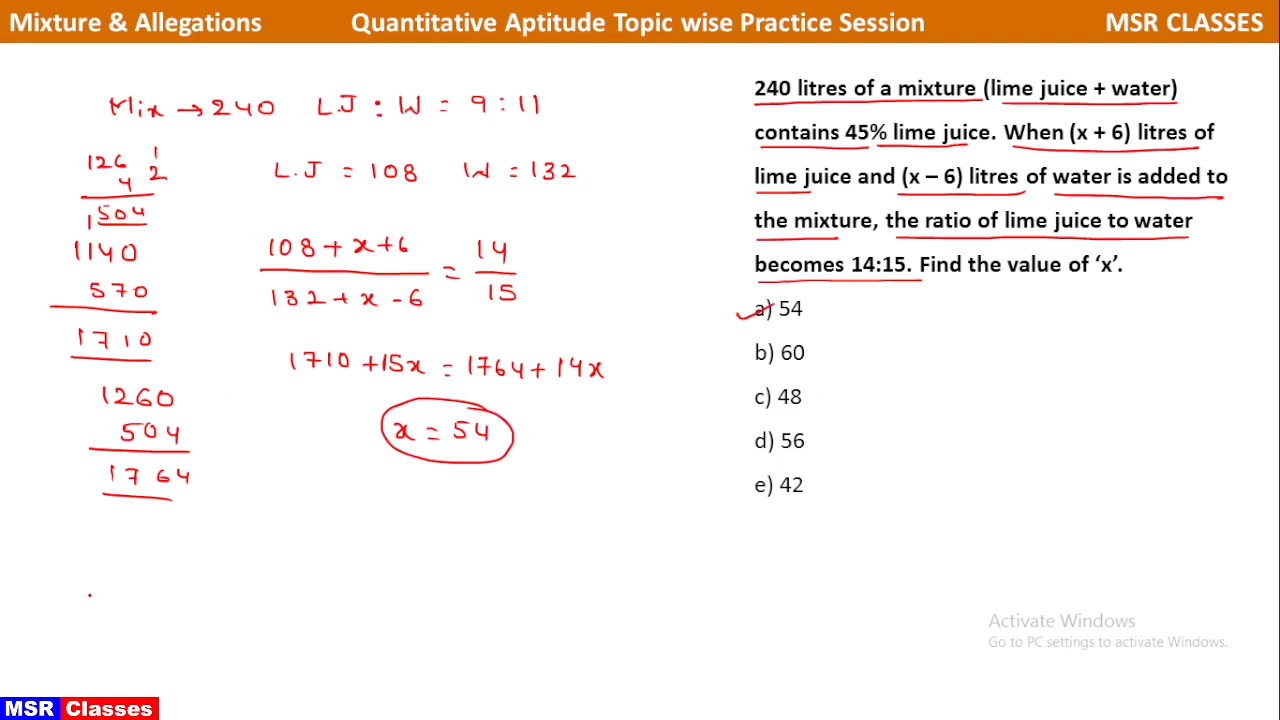 Mixture & Allegations Quantitative Aptitude Topic wise Practice Session MSR CLASSES
Mix → 240 L J : W = 9 : 11
L.J = 108 W = 132
108 + x + 6 / 132 + x - 6 = 14 / 15
1710 + 15x = 1764 + 14x
x = 54
1
126 2
4
1504
1140
570
1710
1260
504
1764
240 litres of a mixture (lime juice + water)
contains 45% lime juice. When (x + 6) litres of
lime juice and (x – 6) litres of water is added to
the mixture, the ratio of lime juice to water
becomes 14:15. Find the value of ‘x’.
a) 54
b) 60
c) 48
d) 56
e) 42
Activate Windows
Go to PC settings to activate Windows.
MSR Classes